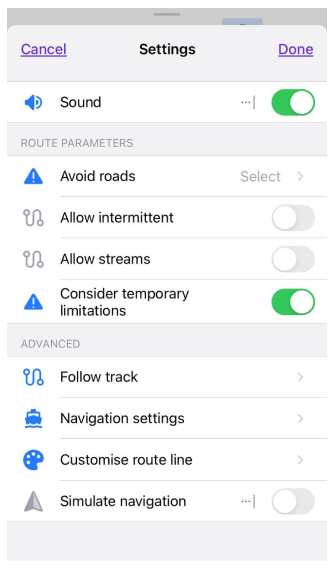 Cancel Settings Done
Sound
ROUTE PARAMETERS
Avoid roads Select
Allow intermittent
Allow streams
Consider temporary
limitations
ADVANCED
Follow track
Navigation settings
Customise route line
Simulate navigation